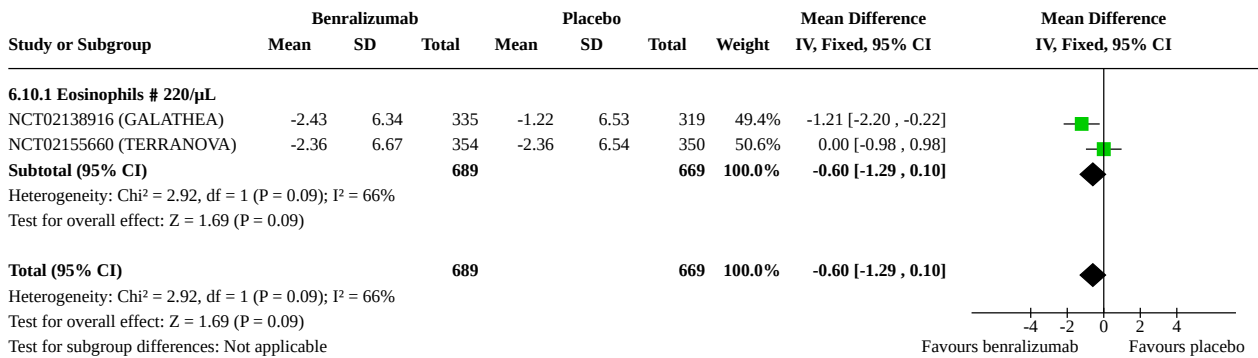 Benralizumab Placebo Mean Difference Mean Difference
Study or Subgroup Mean SD Total Mean SD Total Weight IV, Fixed, 95% CI IV, Fixed, 95% CI
6.10.1 Eosinophils # 220/μL
NCT02138916 (GALATHEA) -2.43 6.34 335 -1.22 6.53 319 49.4% -1.21 [-2.20 , -0.22]
NCT02155660 (TERRANOVA) -2.36 6.67 354 -2.36 6.54 350 50.6% 0.00 [-0.98 , 0.98]
Subtotal (95% CI) 689 669 100.0% -0.60 [-1.29 , 0.10]
Heterogeneity: Chi² = 2.92, df = 1 (P = 0.09); I² = 66%
Test for overall effect: Z = 1.69 (P = 0.09)
Total (95% CI) 689 669 100.0% -0.60 [-1.29 , 0.10]
Heterogeneity: Chi² = 2.92, df = 1 (P = 0.09); I² = 66%
Test for overall effect: Z = 1.69 (P = 0.09) -4 -2 0 2 4
Test for subgroup differences: Not applicable Favours benralizumab Favours placebo